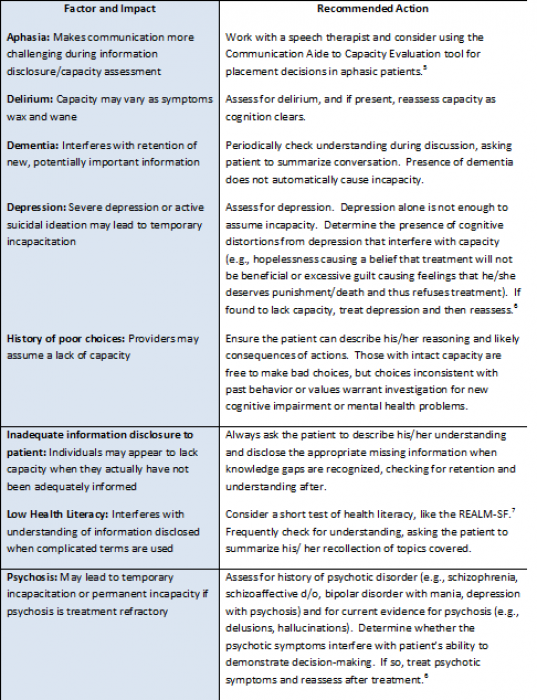 Factor and Impact
Recommended Action
Aphasia: Makes communication more
challenging during information
disclosure/capacity assessment
Work with a speech therapist and consider using the
Communication Aide to Capacity Evaluation tool for
placement decisions in aphasic patients.5
Delirium: Capacity may vary as symptoms
wax and wane
Assess for delirium, and if present, reassess capacity as
cognition clears.
Dementia: Interferes with retention of
new, potentially important information
Periodically check understanding during discussion, asking
patient to summarize conversation. Presence of dementia
does not automatically cause incapacity.
Depression: Severe depression or active
suicidal ideation may lead to temporary
incapacitation
Assess for depression. Depression alone is not enough to
assume incapacity. Determine the presence of cognitive
distortions from depression that interfere with capacity
(e.g., hopelessness causing a belief that treatment will not
be beneficial or excessive guilt causing feelings that he/she
deserves punishment/death and thus refuses treatment). If
found to lack capacity, treat depression and then reassess.6
History of poor choices: Providers may
assume a lack of capacity
Ensure the patient can describe his/her reasoning and likely
consequences of actions. Those with intact capacity are
free to make bad choices, but choices inconsistent with
past behavior or values warrant investigation for new
cognitive impairment or mental health problems.
Inadequate information disclosure to
patient: Individuals may appear to lack
capacity when they actually have not
been adequately informed
Always ask the patient to describe his/her understanding
and disclose the appropriate missing information when
knowledge gaps are recognized, checking for retention and
understanding after.
Low Health Literacy: Interferes with
understanding of information disclosed
when complicated terms are used
Consider a short test of health literacy, like the REALM-SF.7
Frequently check for understanding, asking the patient to
summarize his/ her recollection of topics covered.
Psychosis: May lead to temporary
incapacitation or permanent incapacity if
psychosis is treatment refractory
Assess for history of psychotic disorder (e.g., schizophrenia,
schizoaffective d/o, bipolar disorder with mania, depression
with psychosis) and for current evidence for psychosis (e.g.,
delusions, hallucinations). Determine whether the
psychotic symptoms interfere with patient's ability to
demonstrate decision-making. If so, treat psychotic
symptoms and reassess after treatment.6